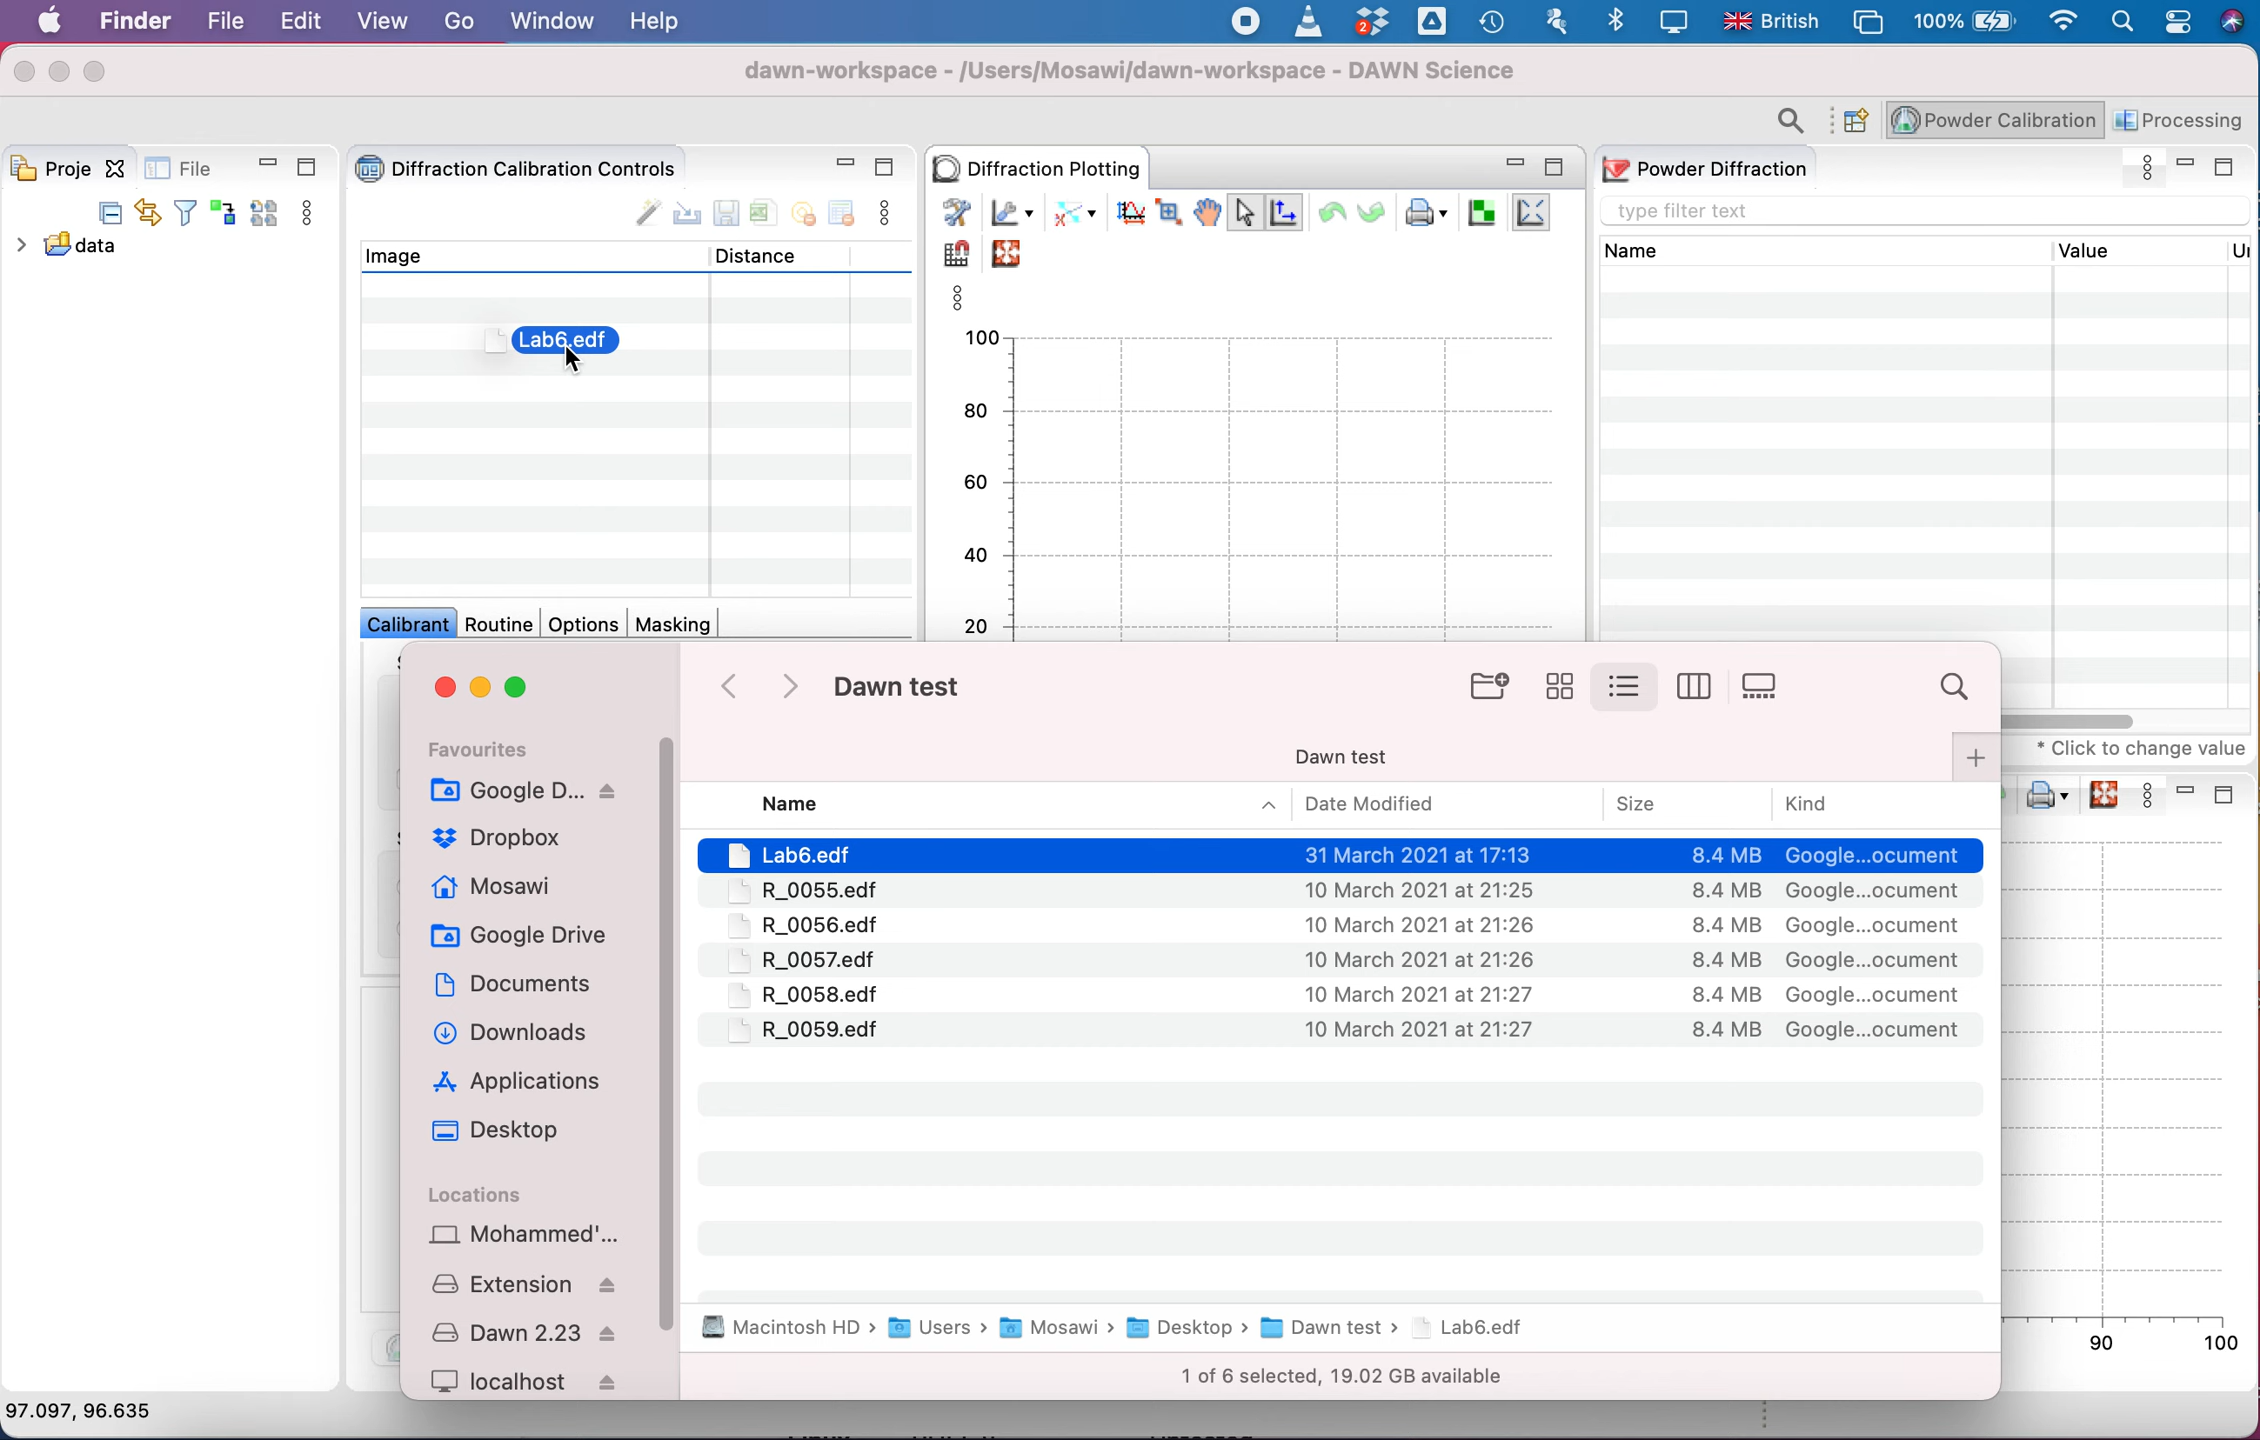 Finder File Edit View Go Window Help
2
British 100%
dawn-workspace - /Users/Mosawi/dawn-workspace - DAWN Science
Powder Calibration Processing
Proje File
data
Diffraction Calibration Controls
Image Distance
Lab6.edf
Calibrant Routine Options Masking
Diffraction Plotting
100
80
60
40
20
Powder Diffraction
type filter text
Name Value
* Click to change value
90 100
Dawn test
Dawn test
Favourites
Google D...
Dropbox
Mosawi
Google Drive
Documents
Downloads
Applications
Desktop
Locations
Mohammed'...
Extension
Dawn 2.23
localhost
Name Date Modified Size Kind
Lab6.edf 31 March 2021 at 17:13 8.4 MB Google...ocument
R_0055.edf 10 March 2021 at 21:25 8.4 MB Google...ocument
R_0056.edf 10 March 2021 at 21:26 8.4 MB Google...ocument
R_0057.edf 10 March 2021 at 21:26 8.4 MB Google...ocument
R_0058.edf 10 March 2021 at 21:27 8.4 MB Google...ocument
R_0059.edf 10 March 2021 at 21:27 8.4 MB Google...ocument
Macintosh HD › Users › Mosawi › Desktop › Dawn test › Lab6.edf
1 of 6 selected, 19.02 GB available
97.097, 96.635